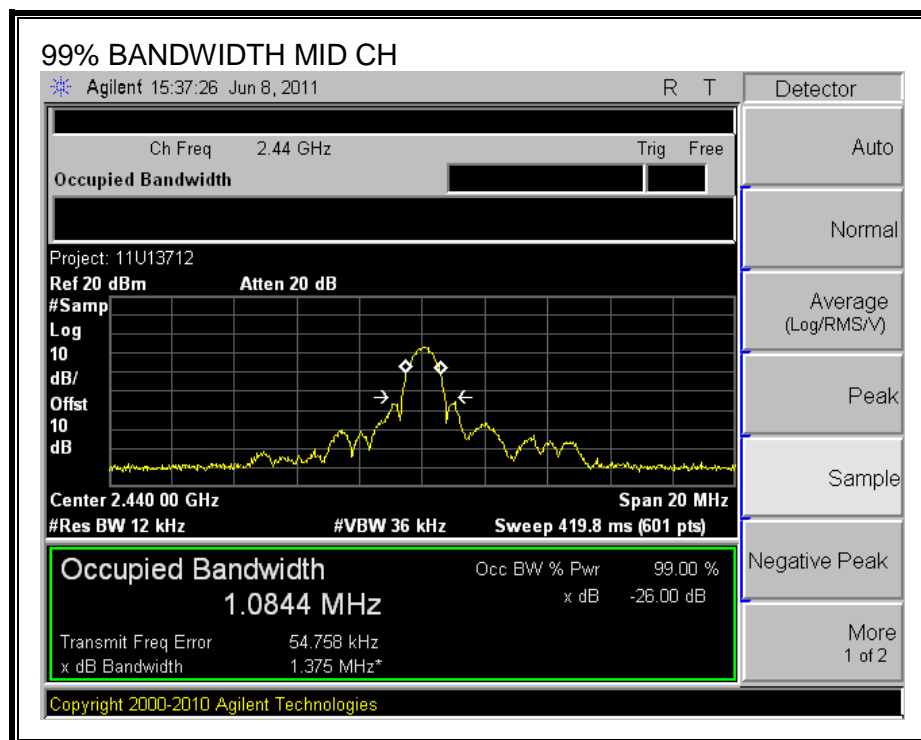 99% BANDWIDTH MID CH
Agilent 15:37:26 Jun 8, 2011 R T
Detector
Ch Freq 2.44 GHz Trig Free
Occupied Bandwidth
Auto
Normal
Average
(Log/RMS/V)
Peak
Sample
Negative Peak
More
1 of 2
Project: 11U13712
Ref 20 dBm Atten 20 dB
#Samp
Log
10
dB/
Offst
10
dB
Center 2.440 00 GHz Span 20 MHz
#Res BW 12 kHz #VBW 36 kHz Sweep 419.8 ms (601 pts)
Occupied Bandwidth Occ BW % Pwr 99.00 %
1.0844 MHz x dB -26.00 dB
Transmit Freq Error 54.758 kHz
x dB Bandwidth 1.375 MHz*
Copyright 2000-2010 Agilent Technologies